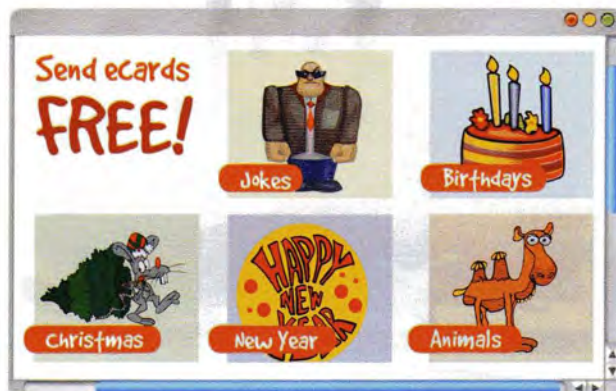 Send ecards
FREE!
Jokes
Birthdays
Christmas
HAPPY
NEW
YEAR
New Year
Animals